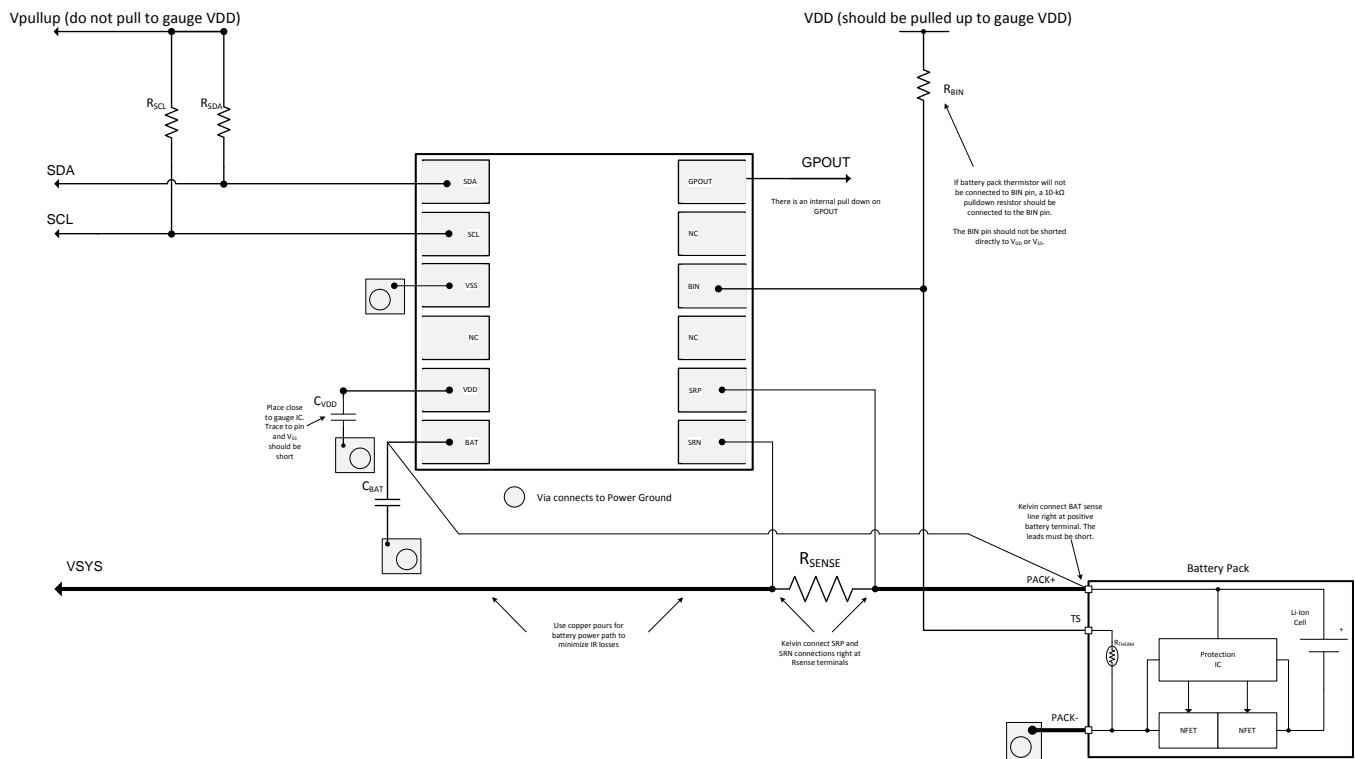 Vpullup (do not pull to gauge VDD)
VDD (should be pulled up to gauge VDD)
RSCL
RSDA
RBIN
SDA
SCL
SDA
SCL
VSS
NC
VDD
BAT
GPOUT
NC
BIN
NC
SRP
SRN
GPOUT
There is an internal pull down on
GPOUT
If battery pack thermistor will not
be connected to BIN pin, a 10-kΩ
pulldown resistor should be
connected to the BIN pin.
The BIN pin should not be shorted
directly to VDD or VSS.
CVDD
Place close
to gauge IC.
Trace to pin
and VSS
should be
short
CBAT
Via connects to Power Ground
Kelvin connect BAT sense
line right at positive
battery terminal. The
leads must be short.
VSYS
RSENSE
PACK+
Battery Pack
Use copper pours for
battery power path to
minimize IR losses
Kelvin connect SRP and
SRN connections right at
Rsense terminals
TS
RTHERM
Li-Ion
Cell
+
Protection
IC
PACK-
NFET
NFET